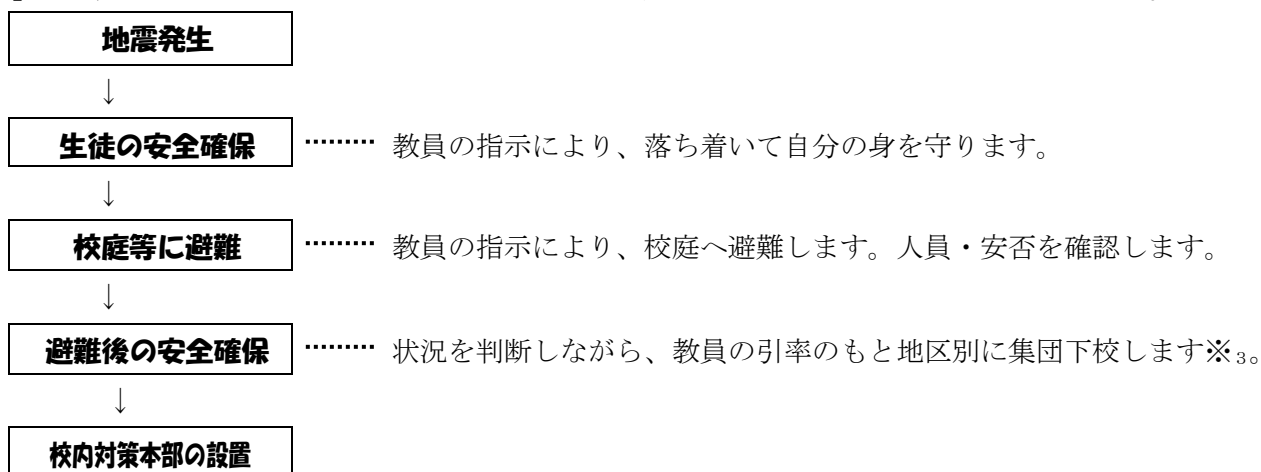 地震発生
↓
生徒の安全確保 ……… 教員の指示により、落ち着いて自分の身を守ります。
↓
校庭等に避難 ……… 教員の指示により、校庭へ避難します。人員・安否を確認します。
↓
避難後の安全確保 ……… 状況を判断しながら、教員の引率のもと地区別に集団下校します※3。
↓
校内対策本部の設置